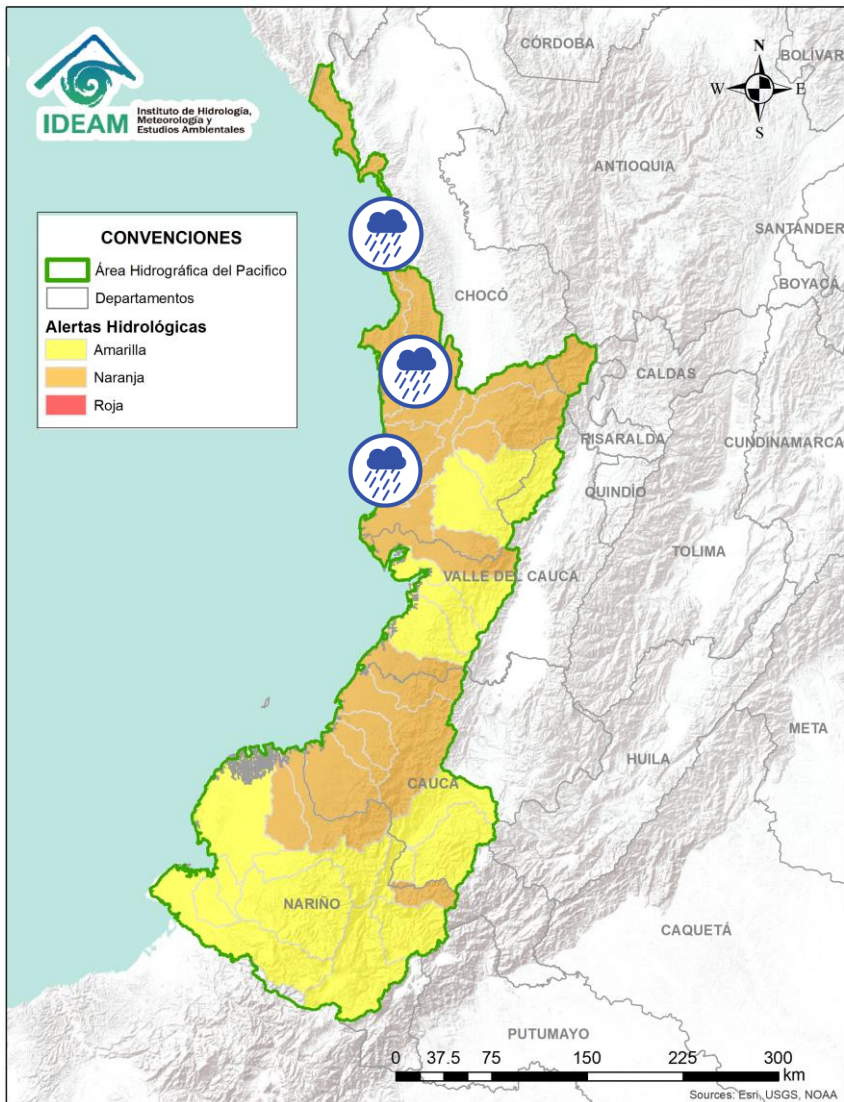 IDEAM
Instituto de Hidrología,
Meteorología y
Estudios Ambientales
CÓRDOBA
BOLÍVAR
N
W
E
S
ANTIOQUIA
SANTANDER
BOYACÁ
CONVENCIONES
Área Hidrográfica del Pacifico
Departamentos
Alertas Hidrológicas
Amarilla
Naranja
Roja
CHOCÓ
CALDAS
RISARALDA
CUNDINAMARCA
QUINDÍO
TOLIMA
VALLE DEL CAUCA
META
HUILA
CAUCA
NARIÑO
CAQUETÁ
PUTUMAYO
0 37.5 75 150 225 300
km
Sources: Esri, USGS, NOAA